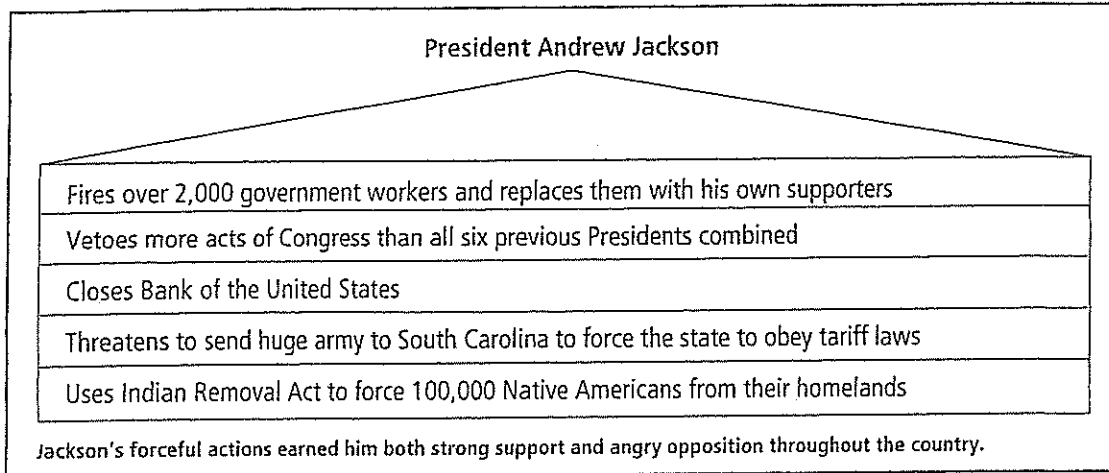 President Andrew Jackson
Fires over 2,000 government workers and replaces them with his own supporters
Vetoes more acts of Congress than all six previous Presidents combined
Closes Bank of the United States
Threatens to send huge army to South Carolina to force the state to obey tariff laws
Uses Indian Removal Act to force 100,000 Native Americans from their homelands
Jackson's forceful actions earned him both strong support and angry opposition throughout the country.